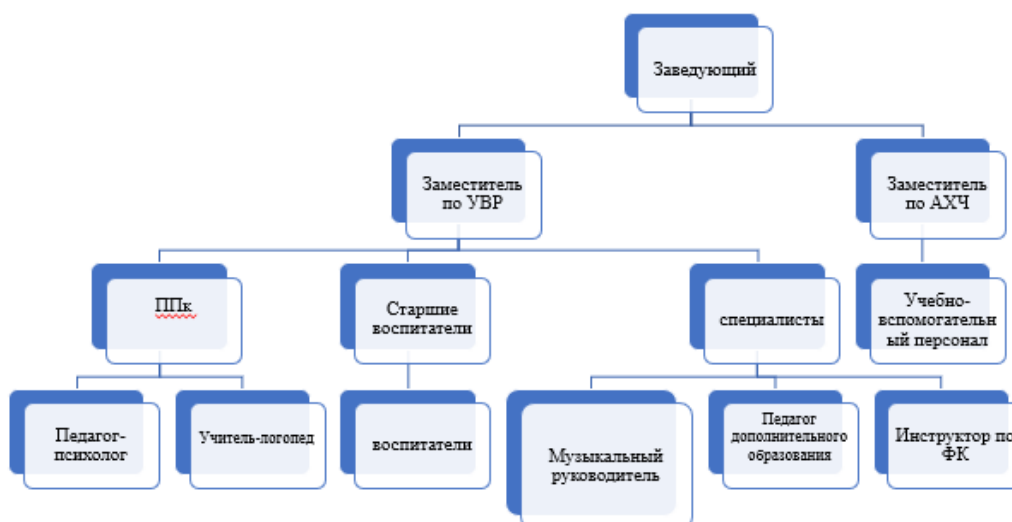 Заведующий
Заместитель
по УВР
Заместитель
по АХЧ
ППк
Старшие
воспитатели
специалисты
Учебно-
вспомогательн
ый персонал
Педагог-
психолог
Учитель-логопед
воспитатели
Музыкальный
руководитель
Педагог
дополнительного
образования
Инструктор по
ФК